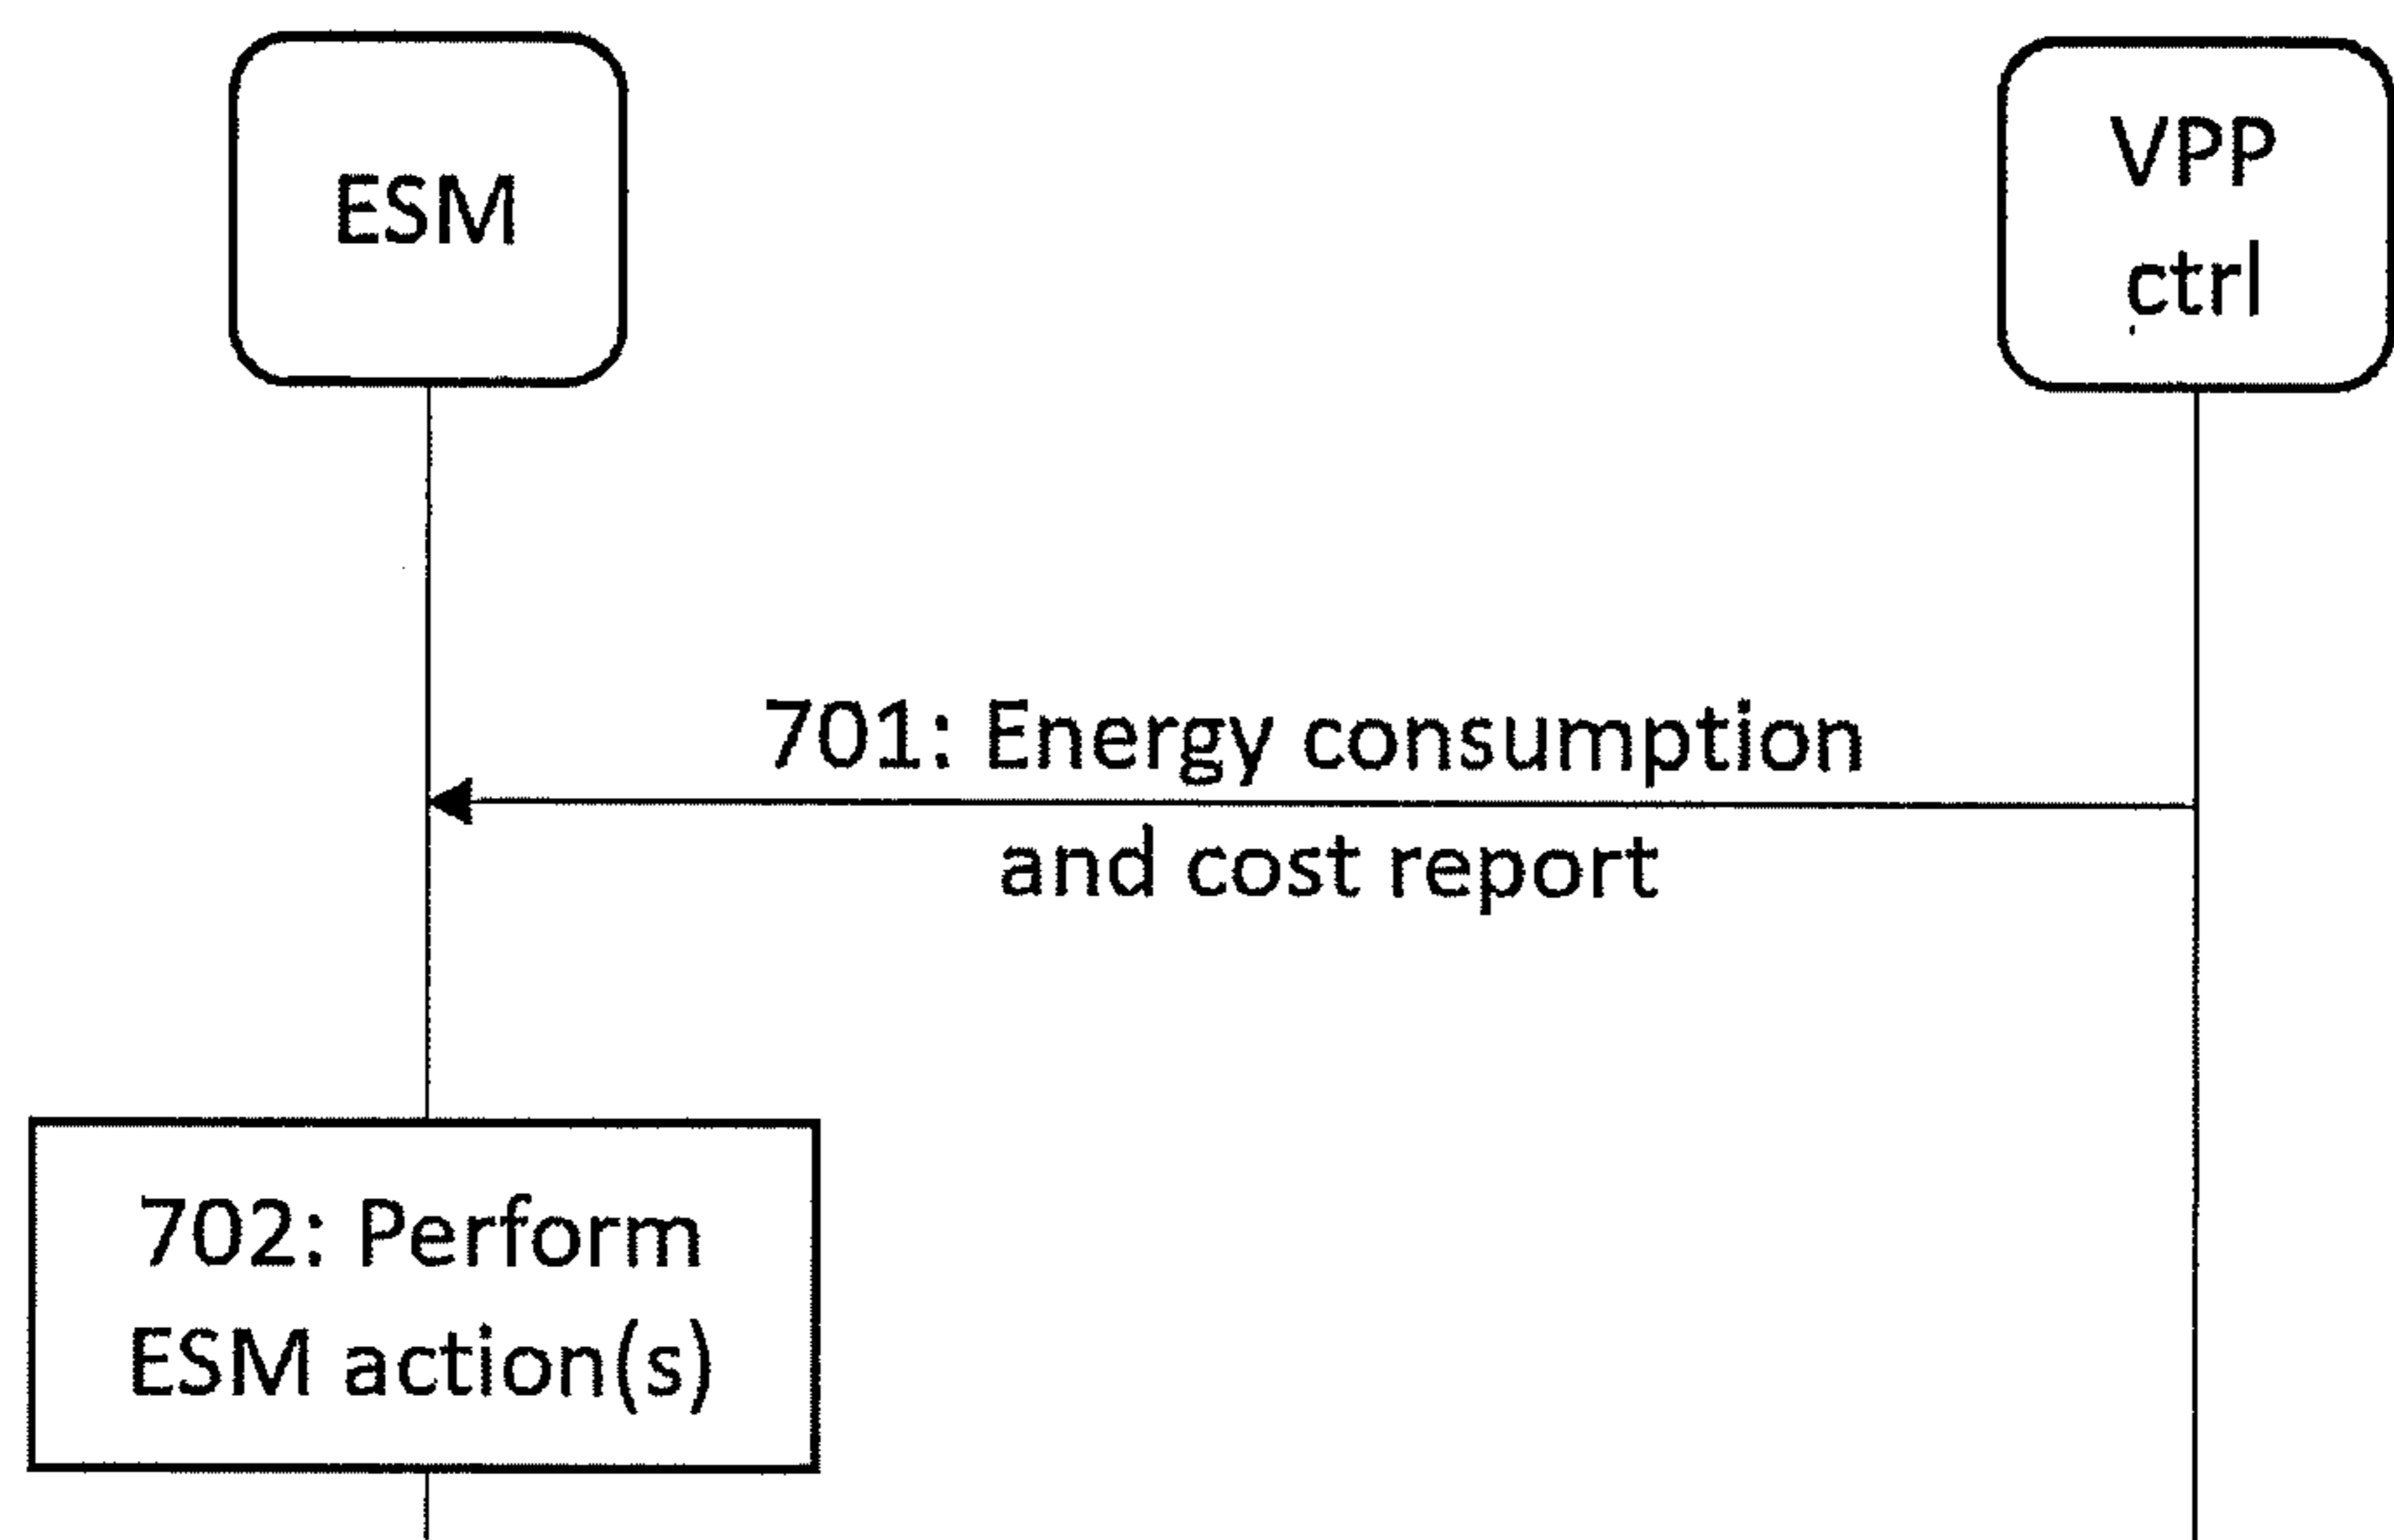 ESM
VPP
ctrl
701: Energy consumption
and cost report
702: Perform
ESM action(s)